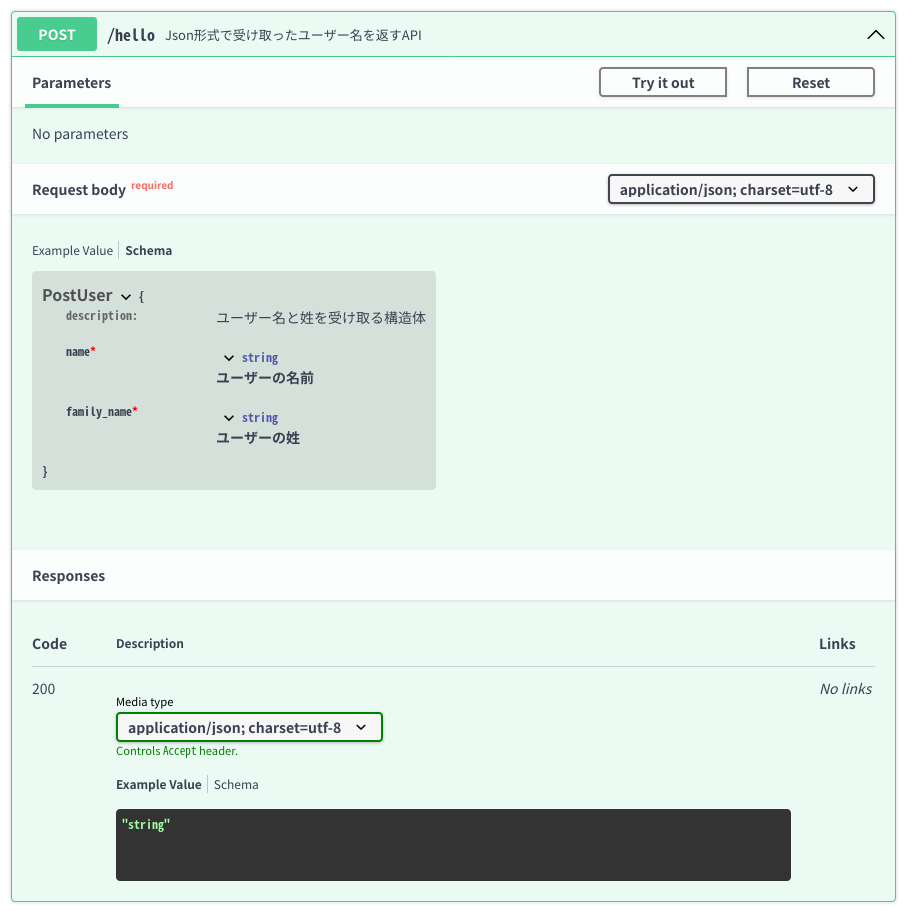 POST /hello Json形式で受け取ったユーザー名を返すAPI
Parameters Try it out Reset
No parameters
Request body required application/json; charset=utf-8
Example Value Schema
PostUser {
description: ユーザー名と姓を受け取る構造体
name* string
ユーザーの名前
family_name* string
ユーザーの姓
}
Responses
Code Description Links
200 No links
Media type
application/json; charset=utf-8
Controls Accept header.
Example Value Schema
"string"